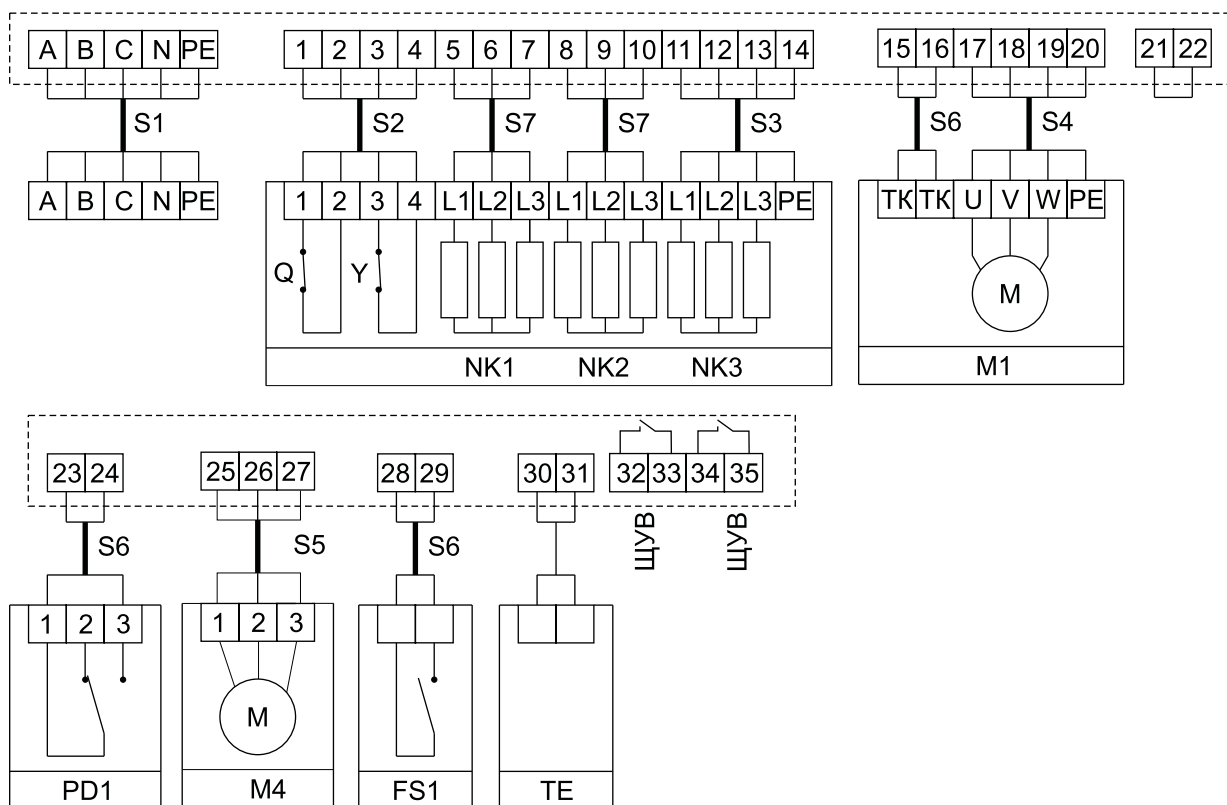 A B C N PE 1 2 3 4 5 6 7 8 9 10 11 12 13 14 15 16 17 18 19 20 21 22
S1 S2 S7 S7 S3 S6 S4
A B C N PE 1 2 3 4 L1 L2 L3 L1 L2 L3 L1 L2 L3 PE ТК ТК U V W PE
Q Y M
NK1 NK2 NK3 M1
23 24 25 26 27 28 29 30 31 32 33 34 35
S6 S5 S6 ЩУВ ЩУВ
1 2 3 1 2 3
M
PD1 M4 FS1 TE